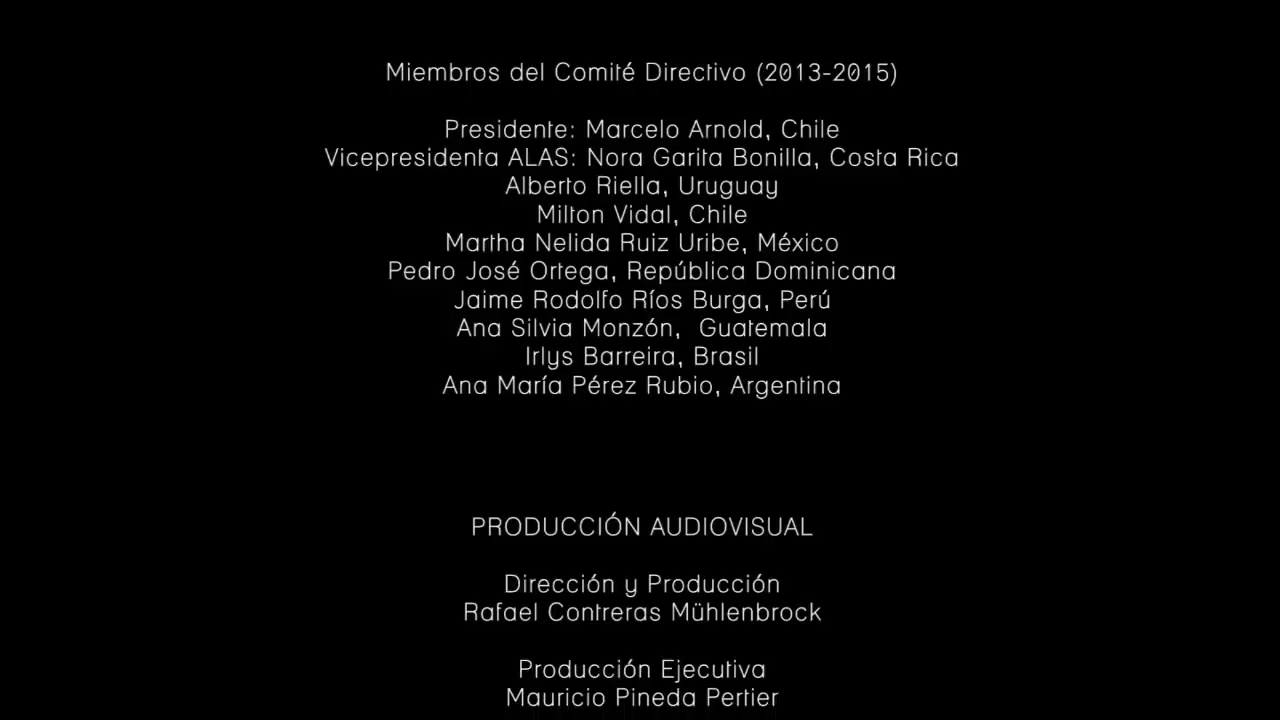 Miembros del Comité Directivo (2013-2015)
Presidente: Marcelo Arnold, Chile
Vicepresidenta ALAS: Nora Garita Bonilla, Costa Rica
Alberto Riella, Uruguay
Milton Vidal, Chile
Martha Nelida Ruiz Uribe, México
Pedro José Ortega, República Dominicana
Jaime Rodolfo Ríos Burga, Perú
Ana Silvia Monzón,  Guatemala
Irlys Barreira, Brasil
Ana María Pérez Rubio, Argentina
PRODUCCIÓN AUDIOVISUAL
Dirección y Producción
Rafael Contreras Mühlenbrock
Producción Ejecutiva
Mauricio Pineda Pertier